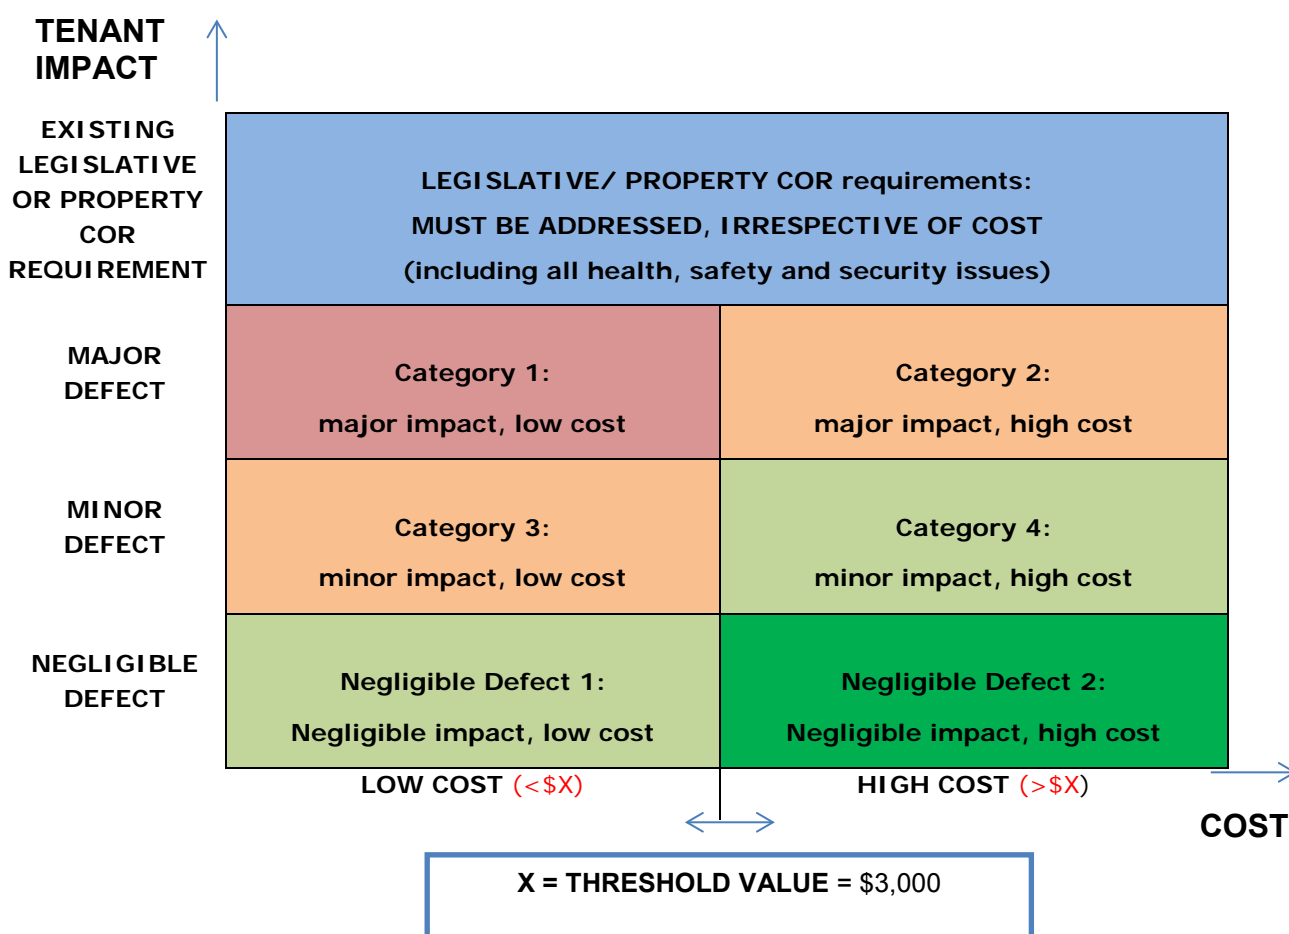 TENANT
IMPACT
EXISTING
LEGISLATIVE
OR PROPERTY
COR
REQUIREMENT
LEGISLATIVE/ PROPERTY COR requirements:
MUST BE ADDRESSED, IRRESPECTIVE OF COST
(including all health, safety and security issues)
MAJOR
DEFECT
Category 1:
major impact, low cost
Category 2:
major impact, high cost
MINOR
DEFECT
Category 3:
minor impact, low cost
Category 4:
minor impact, high cost
NEGLIGIBLE
DEFECT
Negligible Defect 1:
Negligible impact, low cost
Negligible Defect 2:
Negligible impact, high cost
LOW COST (<$X)
HIGH COST (>$X)
COST
X = THRESHOLD VALUE = $3,000